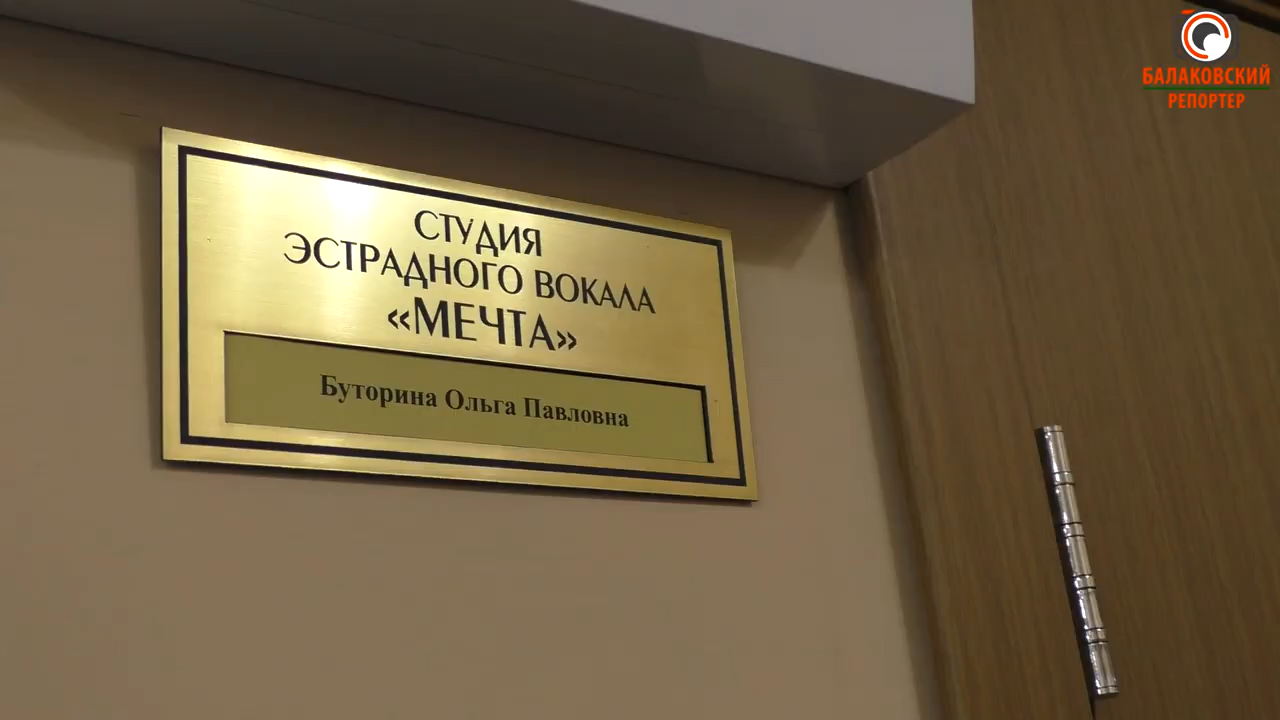 СТУДИЯ
ЭСТРАДНОГО ВОКАЛА
«МЕЧТА»
Буторина Ольга Павловна
БАЛАКОВСКИЙ
РЕПОРТЕР